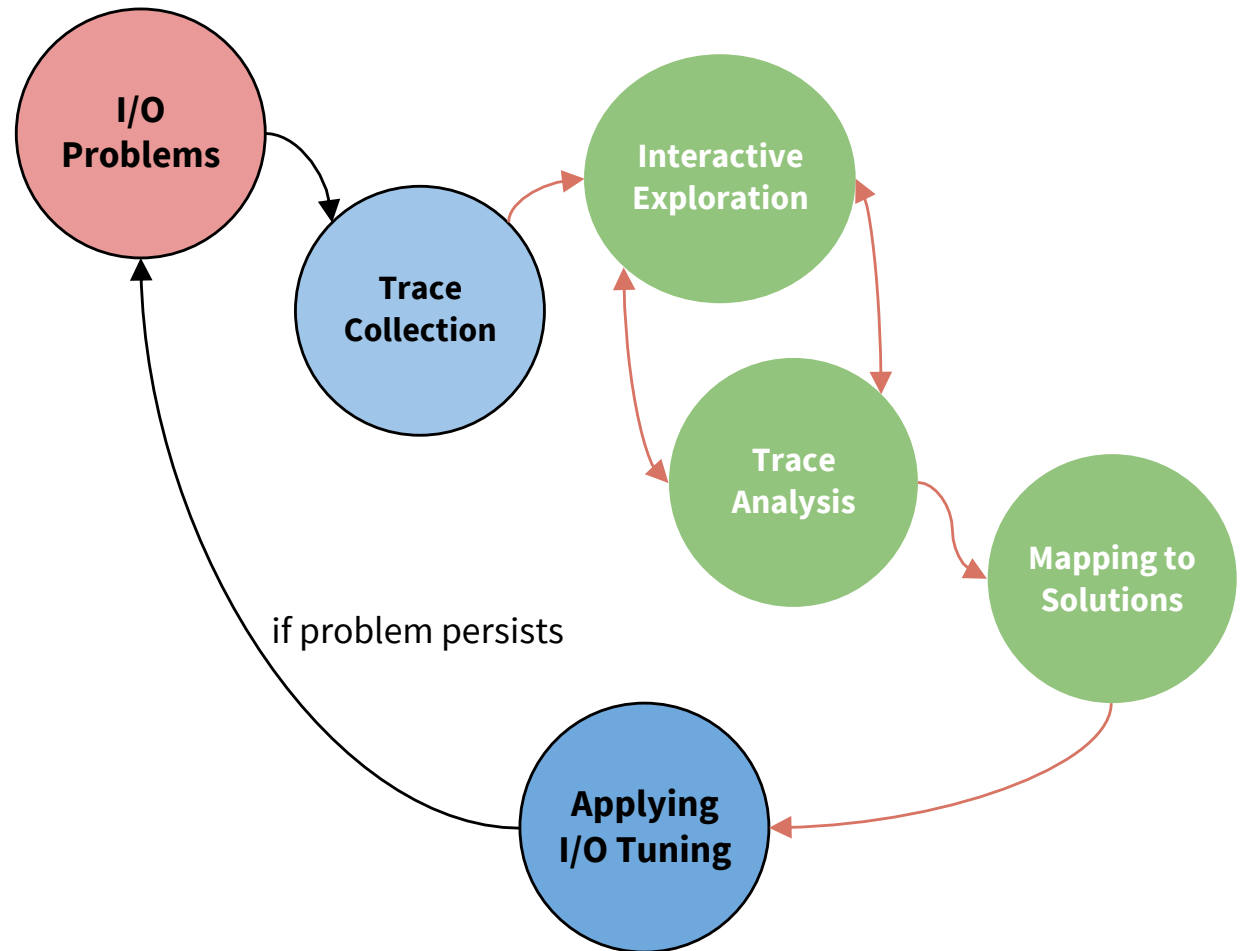 I/O
Problems
Interactive
Exploration
Trace
Collection
Trace
Analysis
Mapping to
Solutions
if problem persists
Applying
I/O Tuning